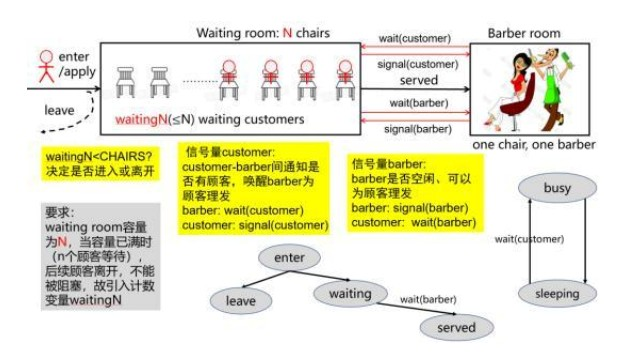 Waiting room: N chairs
wait(customer)
Barber room
enter
/apply
signal(customer)
served
leave
wait(barber)
waitingN(≤N) waiting customers
signal(barber)
one chair, one barber
waitingN<CHAIRS?
决定是否进入或离开
信号量customer:
customer-barber间通知是
否有顾客，唤醒barber为
顾客理发
barber: wait(customer)
customer: signal(customer)
信号量barber:
barber是否空闲、可以
为顾客理发
barber: signal(barber)
customer: wait(barber)
busy
wait(customer)
sleeping
要求:
waiting room容量
为N，当容量已满时
（n个顾客等待），
后续顾客离开，不能
被阻塞，故引入计数
变量waitingN
enter
leave
waiting
wait(barber)
served